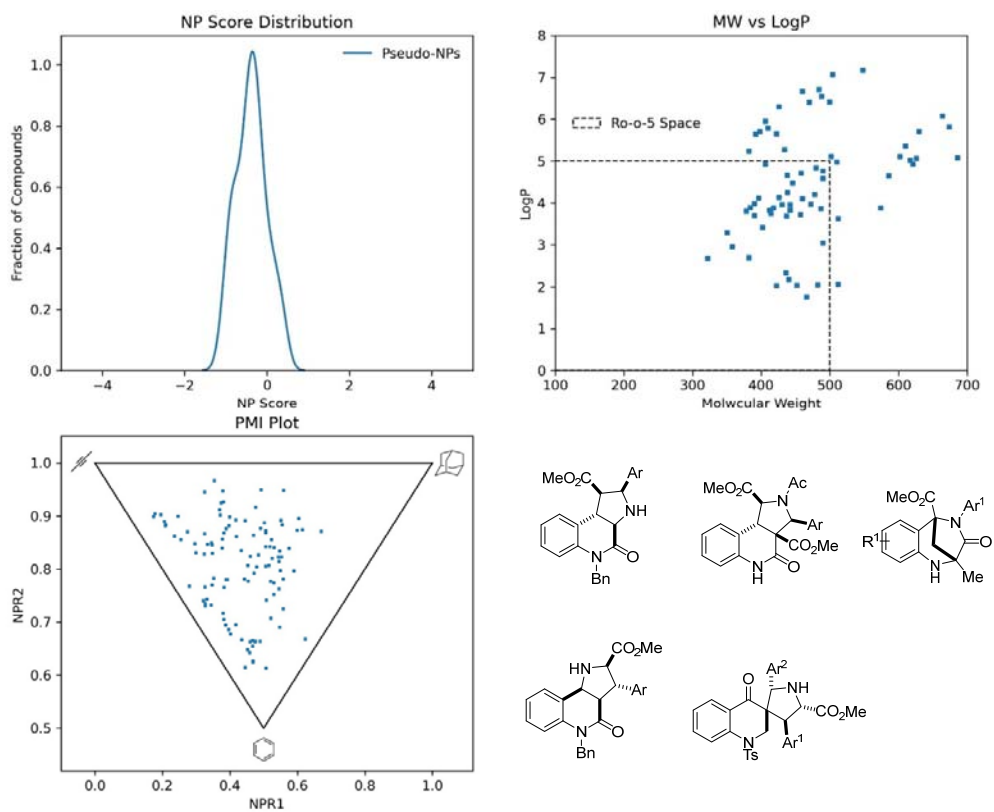 NP Score Distribution
Pseudo-NPs
Fraction of Compounds
1.0
0.8
0.6
0.4
0.2
0.0
−4 −2 0 2 4
NP Score
MW vs LogP
Ro-o-5 Space
LogP
8
7
6
5
4
3
2
1
0
100 200 300 400 500 600 700
Molwcular Weight
PMI Plot
NPR2
1.0
0.9
0.8
0.7
0.6
0.5
0.0 0.2 0.4 0.6 0.8 1.0
NPR1
MeO2C Ar
NH
N O
Bn
MeO2C Ac
N
Ar
CO2Me
N H O
MeO2C Ar1
N
R1 O
N H Me
CO2Me
HN
Ar
N O
Bn
O Ar2
NH
CO2Me
N Ar1
Ts